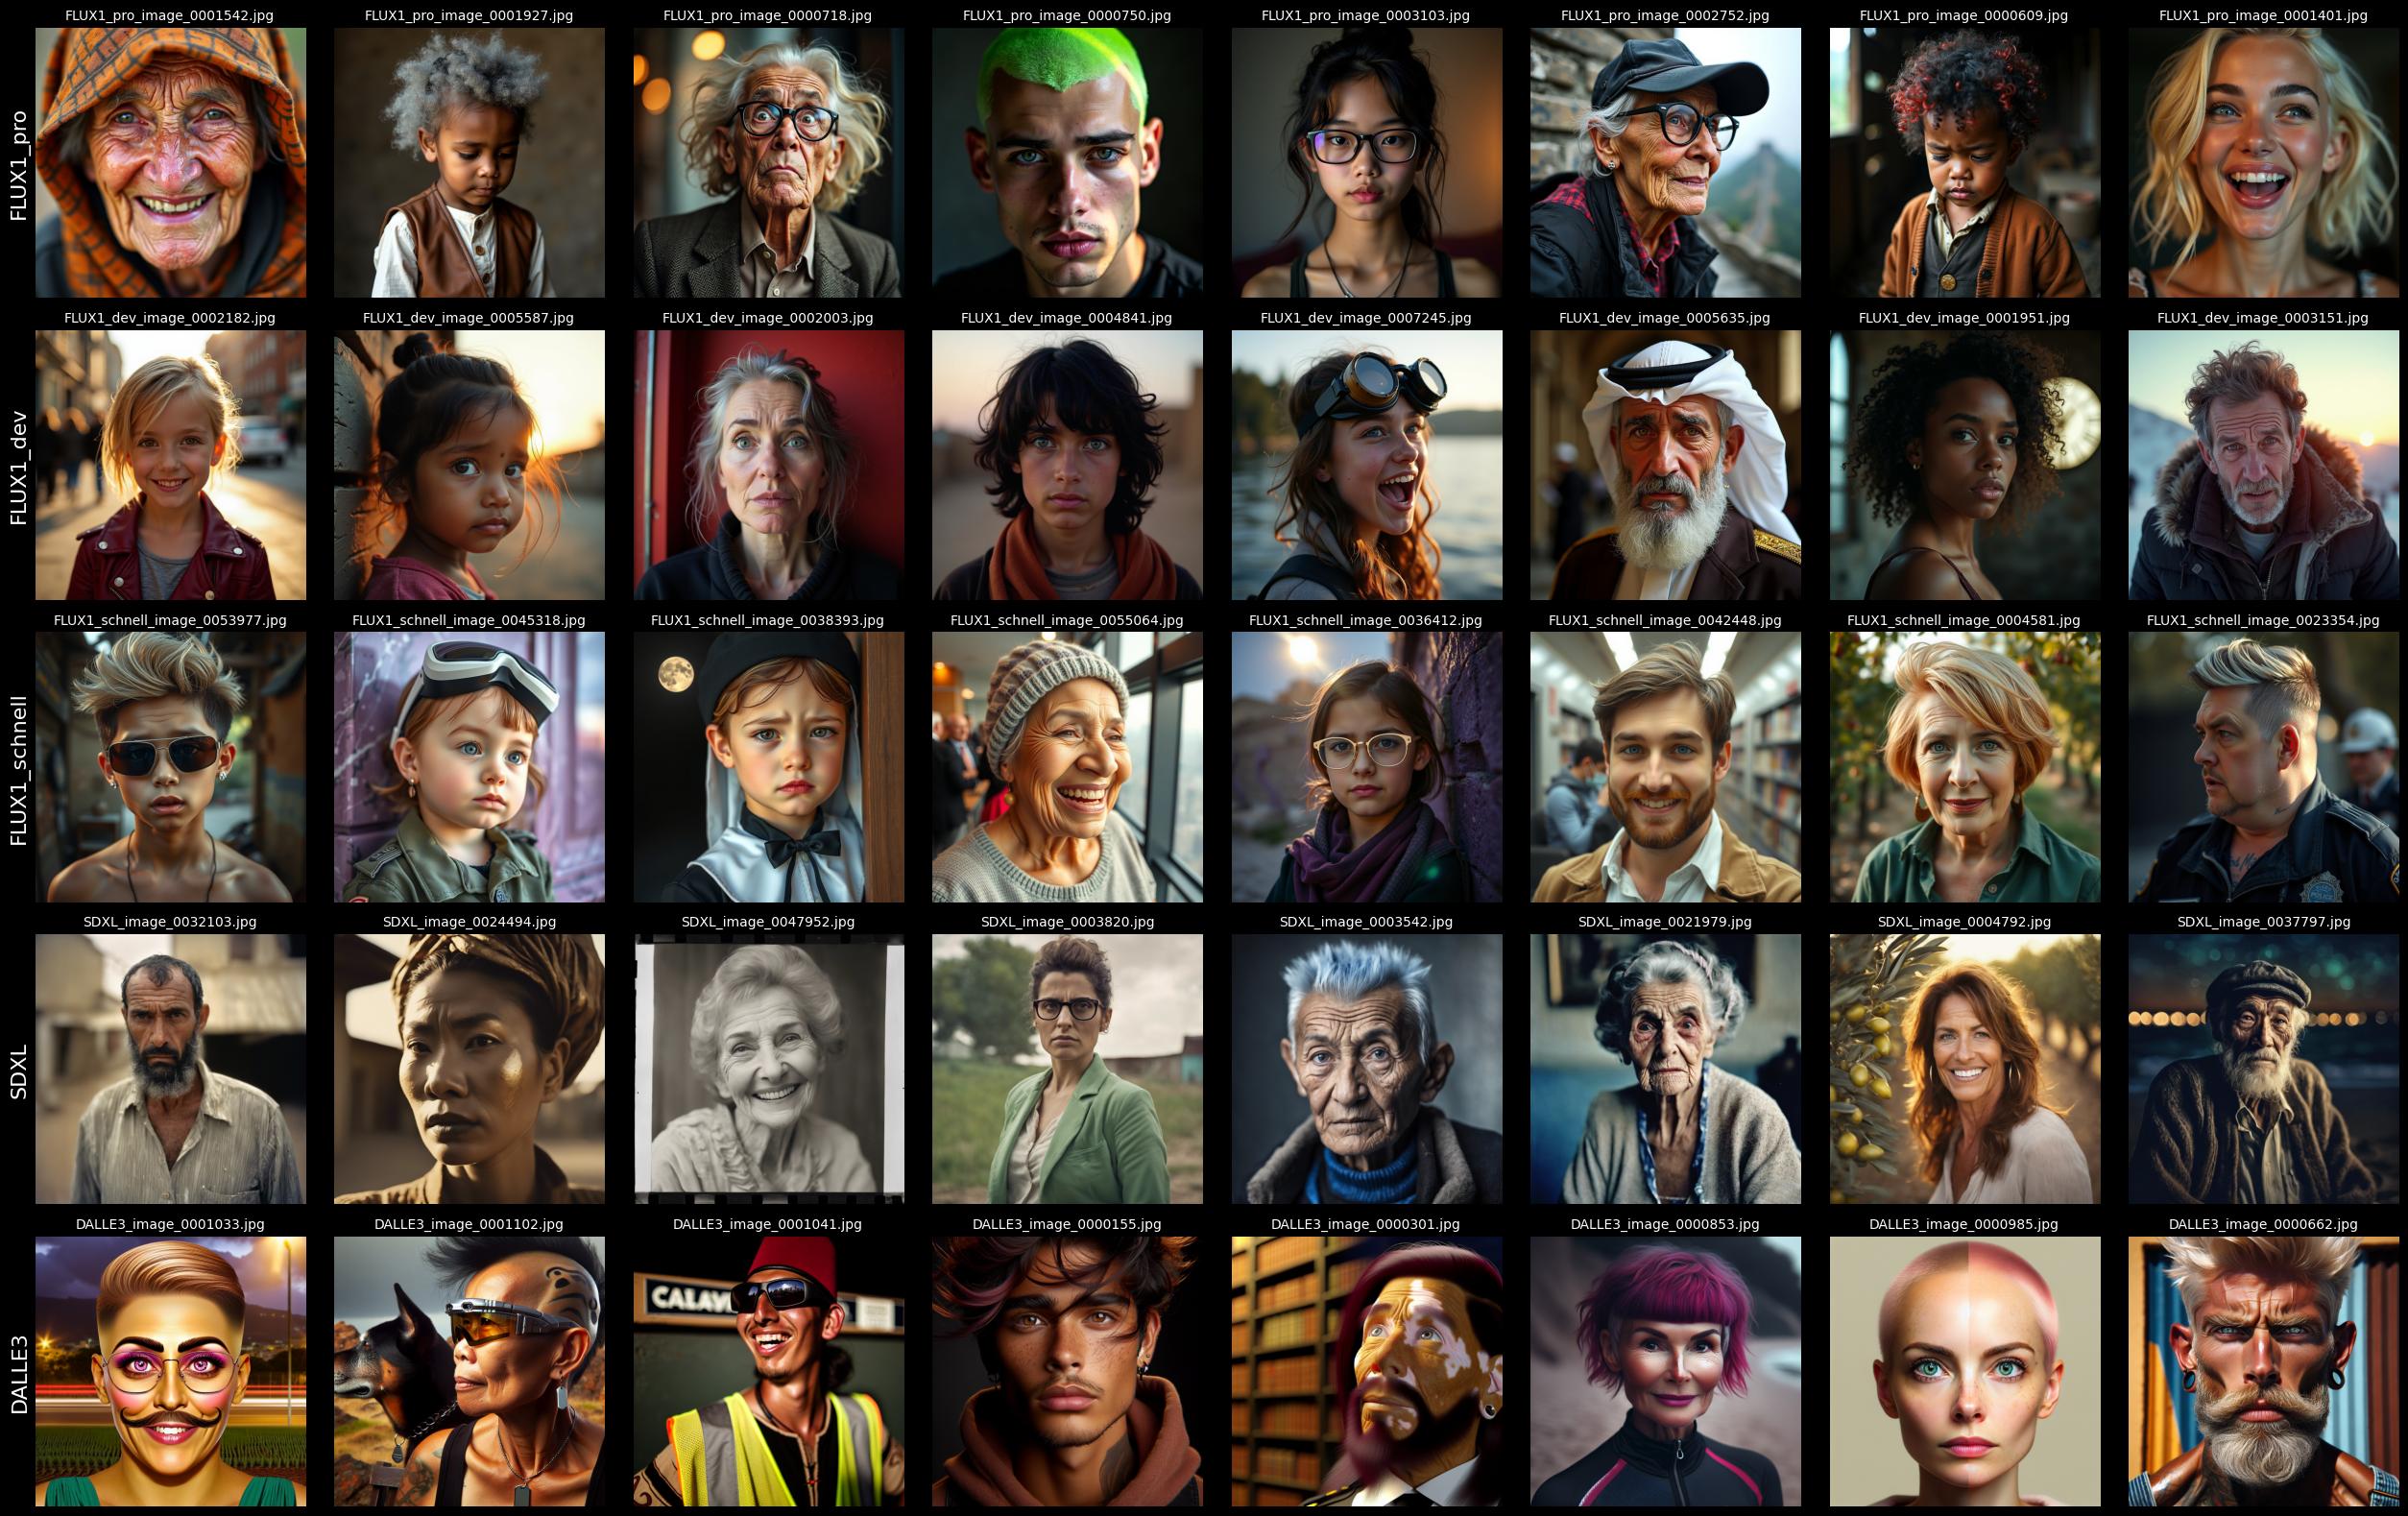 FLUX1_pro_image_0001542.jpg FLUX1_pro_image_0001927.jpg FLUX1_pro_image_0000718.jpg FLUX1_pro_image_0000750.jpg FLUX1_pro_image_0003103.jpg FLUX1_pro_image_0002752.jpg FLUX1_pro_image_0000609.jpg FLUX1_pro_image_0001401.jpg
FLUX1_pro
FLUX1_dev_image_0002182.jpg FLUX1_dev_image_0005587.jpg FLUX1_dev_image_0002003.jpg FLUX1_dev_image_0004841.jpg FLUX1_dev_image_0007245.jpg FLUX1_dev_image_0005635.jpg FLUX1_dev_image_0001951.jpg FLUX1_dev_image_0003151.jpg
FLUX1_dev
FLUX1_schnell_image_0053977.jpg FLUX1_schnell_image_0045318.jpg FLUX1_schnell_image_0038393.jpg FLUX1_schnell_image_0055064.jpg FLUX1_schnell_image_0036412.jpg FLUX1_schnell_image_0042448.jpg FLUX1_schnell_image_0004581.jpg FLUX1_schnell_image_0023354.jpg
FLUX1_schnell
SDXL_image_0032103.jpg SDXL_image_0024494.jpg SDXL_image_0047952.jpg SDXL_image_0003820.jpg SDXL_image_0003542.jpg SDXL_image_0021979.jpg SDXL_image_0004792.jpg SDXL_image_0037797.jpg
SDXL
DALLE3_image_0001033.jpg DALLE3_image_0001102.jpg DALLE3_image_0001041.jpg DALLE3_image_0000155.jpg DALLE3_image_0000301.jpg DALLE3_image_0000853.jpg DALLE3_image_0000985.jpg DALLE3_image_0000662.jpg
DALLE3